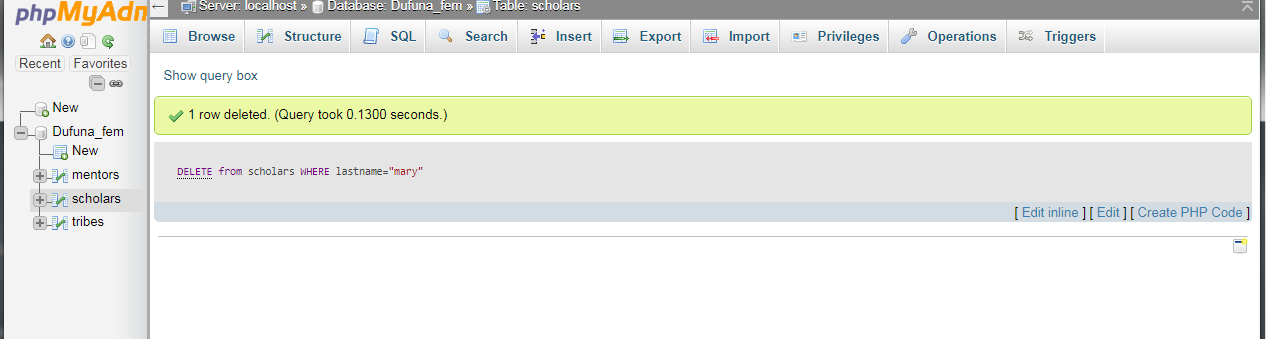 phpMyAdm
Server: localhost » Database: Dufuna_fem » Table: scholars
Browse Structure SQL Search Insert Export Import Privileges Operations Triggers
Recent Favorites
Show query box
New
1 row deleted. (Query took 0.1300 seconds.)
Dufuna_fem
New
mentors
DELETE from scholars WHERE lastname="mary"
scholars
[ Edit inline ] [ Edit ] [ Create PHP Code ]
tribes